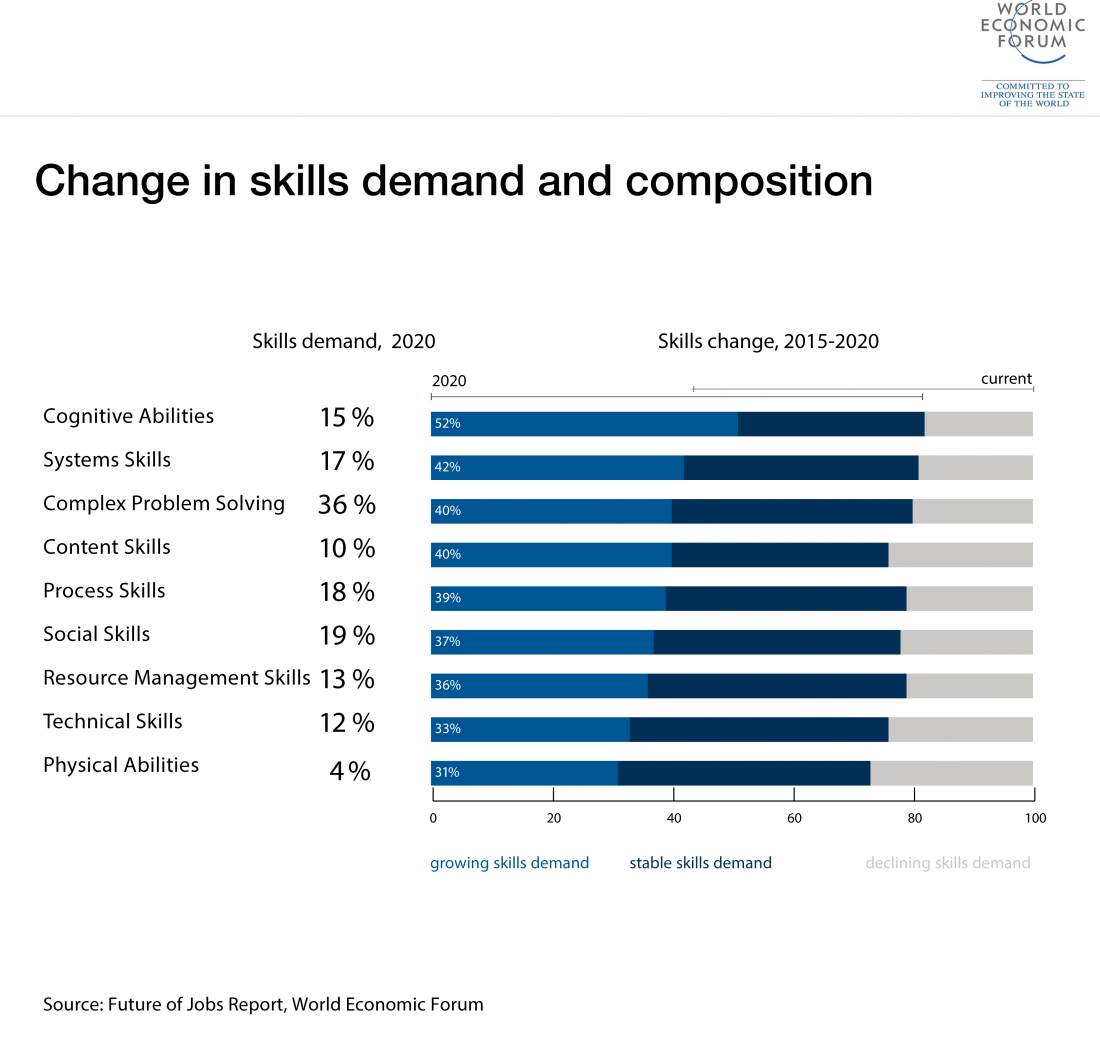 WORLD
ECONOMIC
FORUM
COMMITTED TO
IMPROVING THE STATE
OF THE WORLD
Change in skills demand and composition
Skills demand, 2020
Skills change, 2015-2020
2020
current
Cognitive Abilities 15 % 52%
Systems Skills 17 % 42%
Complex Problem Solving 36 % 40%
Content Skills 10 % 40%
Process Skills 18 % 39%
Social Skills 19 % 37%
Resource Management Skills 13 % 36%
Technical Skills 12 % 33%
Physical Abilities 4 % 31%
0 20 40 60 80 100
growing skills demand stable skills demand declining skills demand
Source: Future of Jobs Report, World Economic Forum